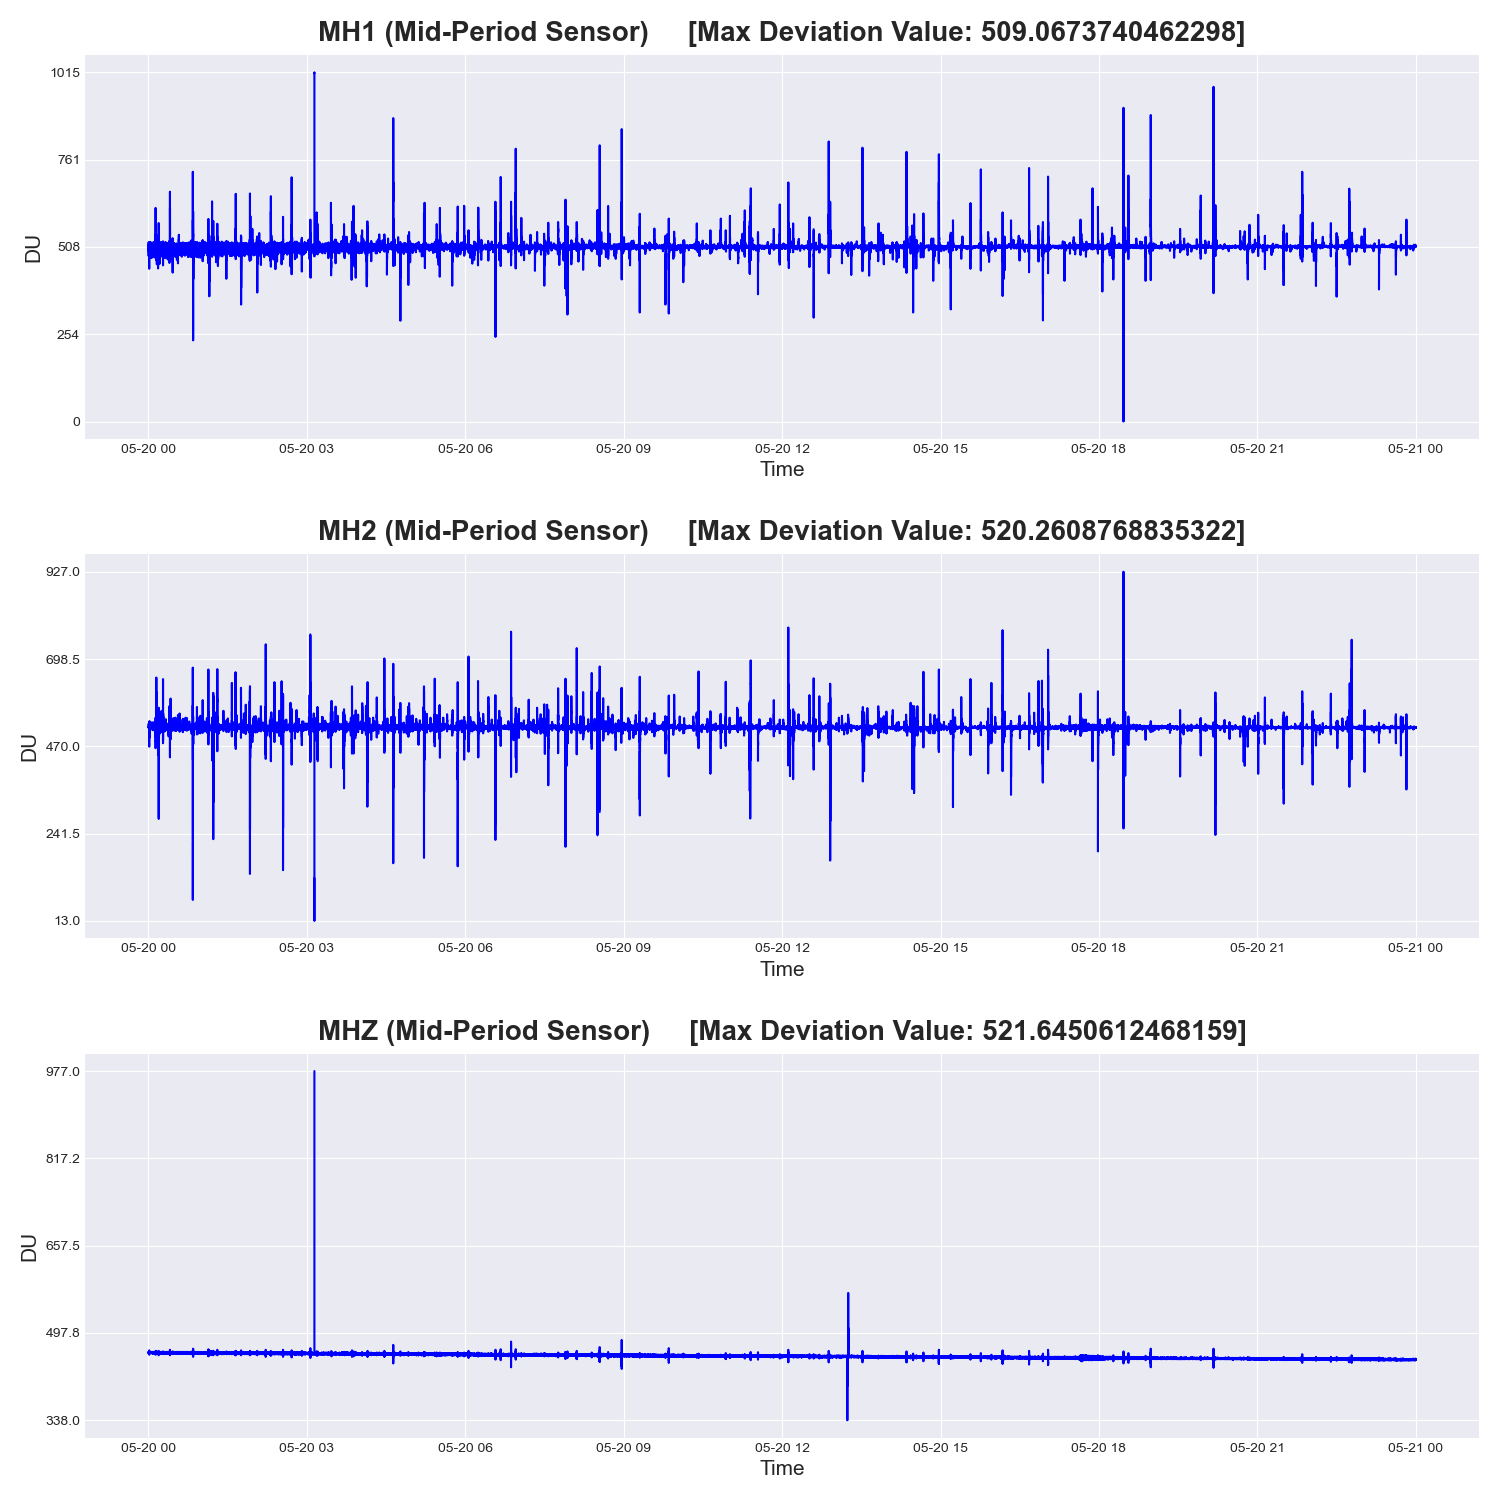 MH1 (Mid-Period Sensor) [Max Deviation Value: 509.0673740462298]
1015
761
508
254
0
DU
05-20 00 05-20 03 05-20 06 05-20 09 05-20 12 05-20 15 05-20 18 05-20 21 05-21 00
Time
MH2 (Mid-Period Sensor) [Max Deviation Value: 520.2608768835322]
927.0
698.5
470.0
241.5
13.0
DU
05-20 00 05-20 03 05-20 06 05-20 09 05-20 12 05-20 15 05-20 18 05-20 21 05-21 00
Time
MHZ (Mid-Period Sensor) [Max Deviation Value: 521.6450612468159]
977.0
817.2
657.5
497.8
338.0
DU
05-20 00 05-20 03 05-20 06 05-20 09 05-20 12 05-20 15 05-20 18 05-20 21 05-21 00
Time